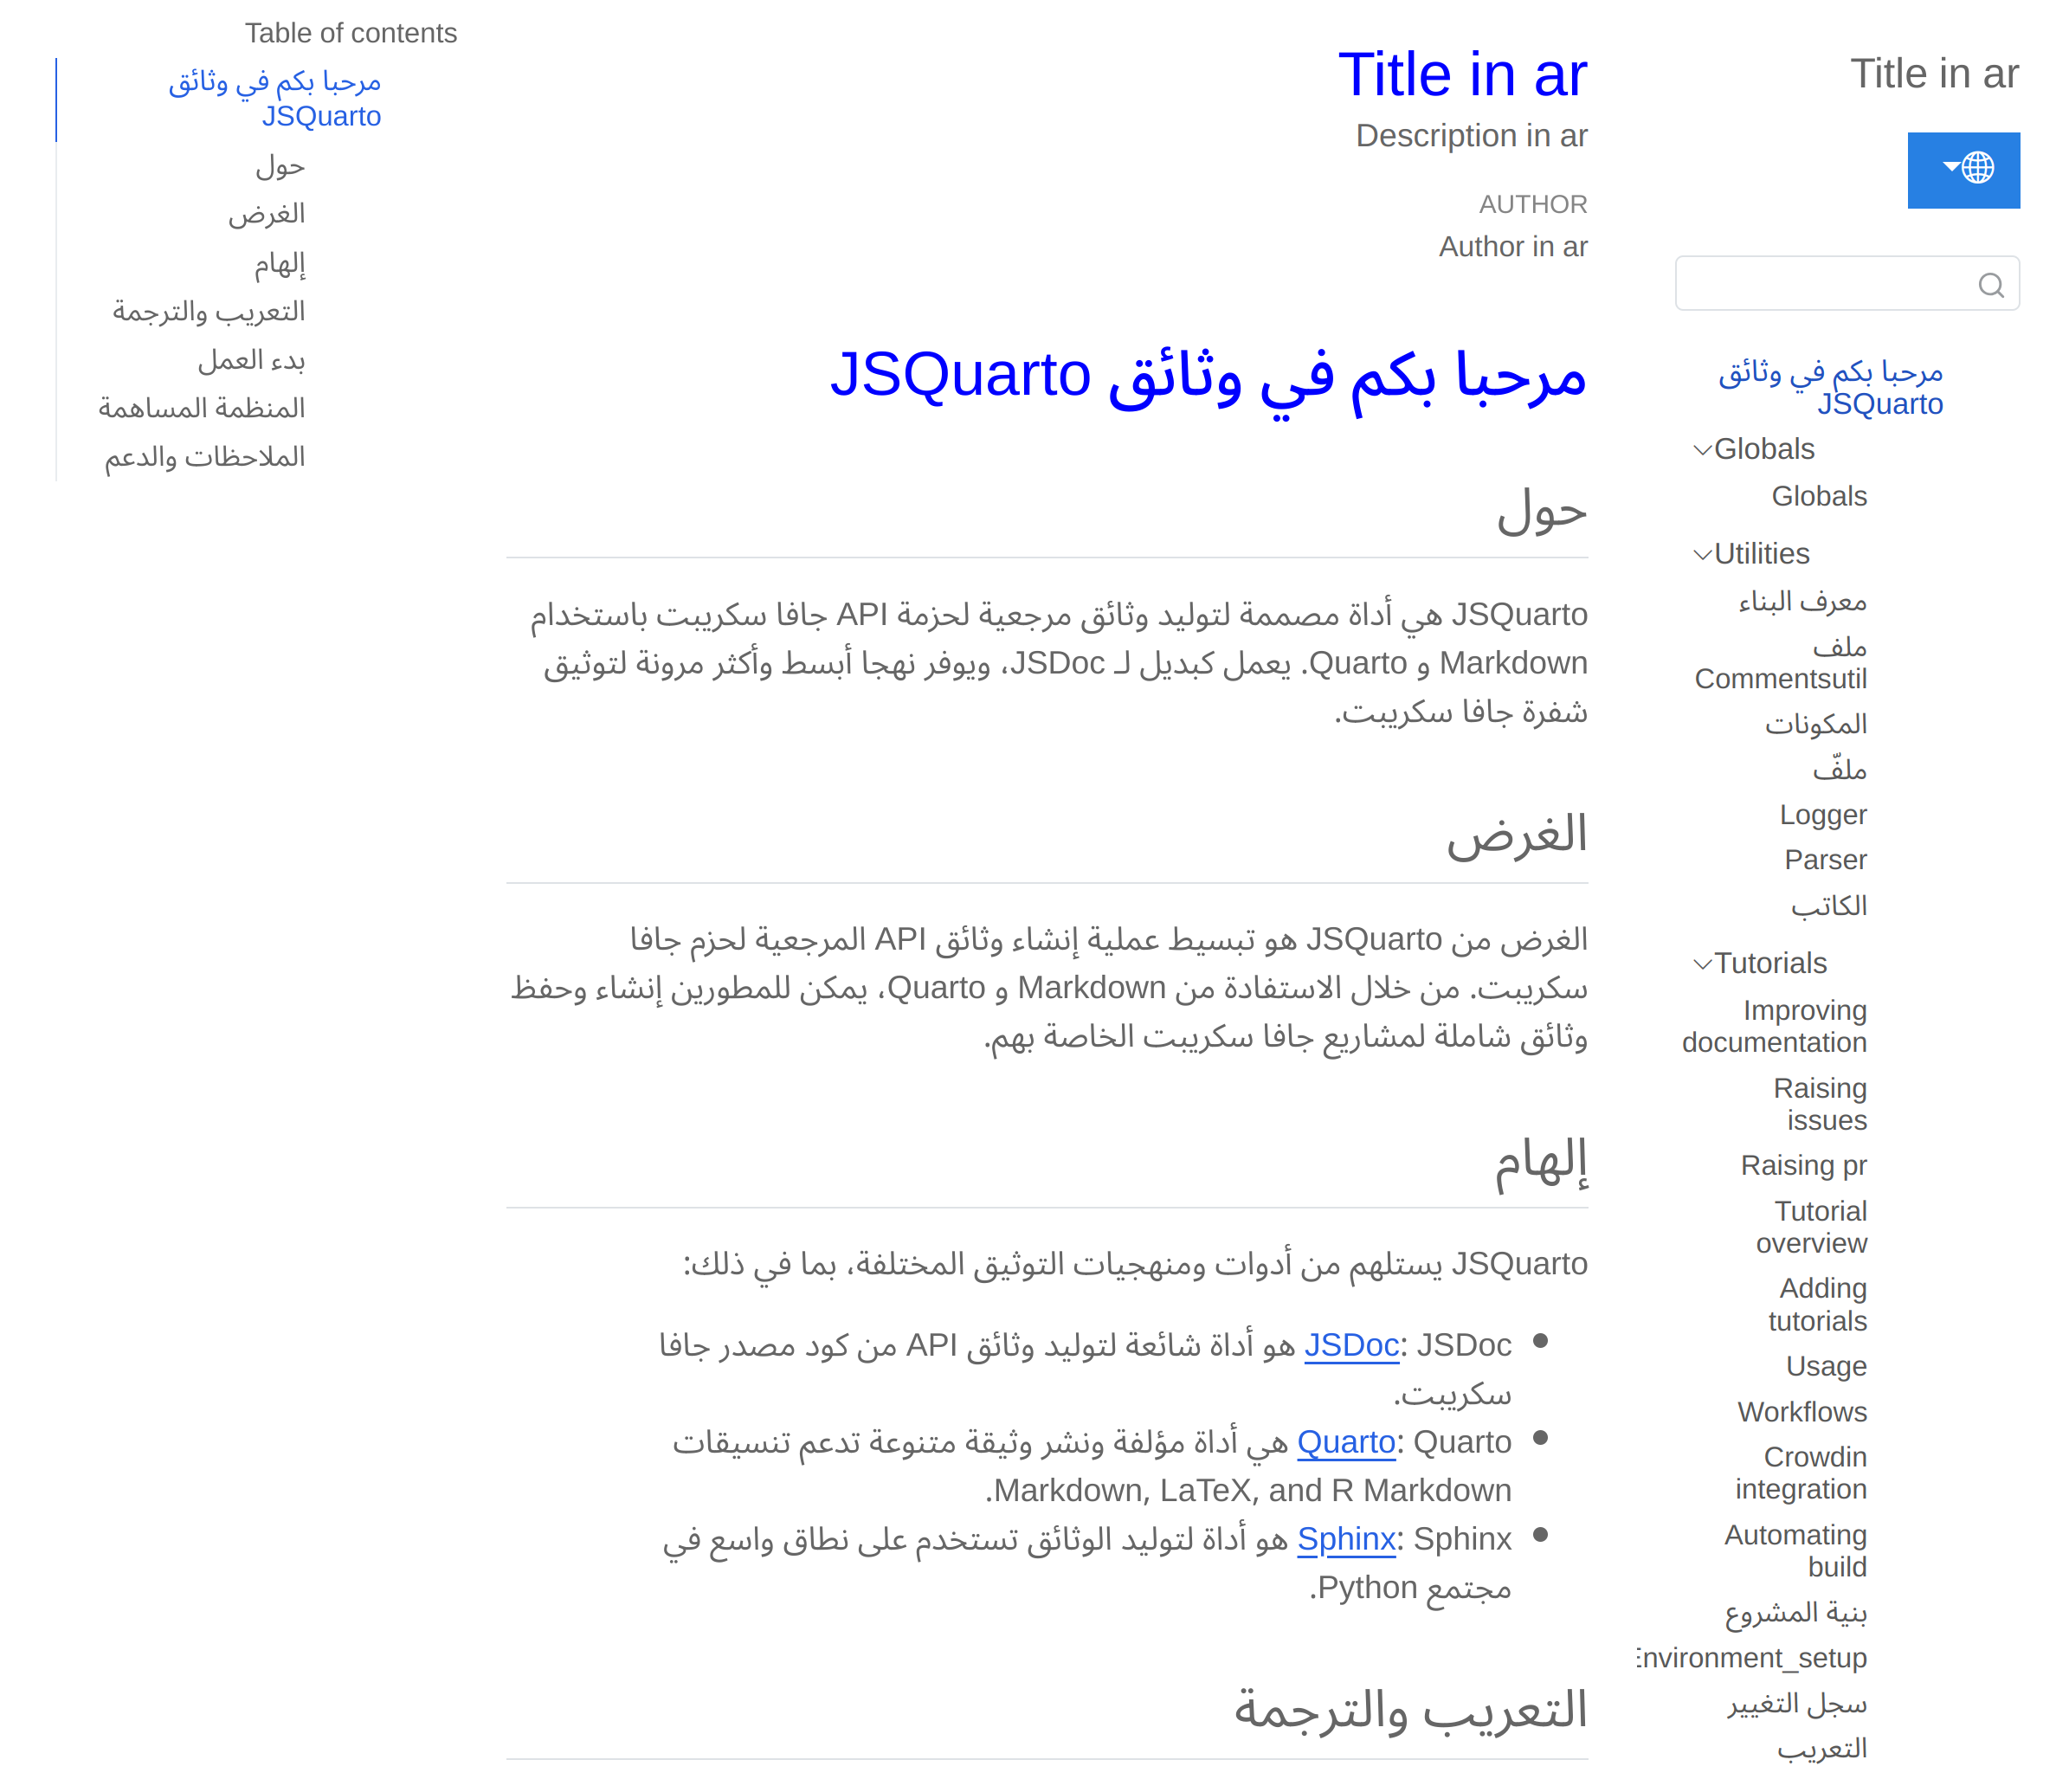 Title in ar
مرحبا بكم في وثائق
JSQuarto
Globals
Globals
Utilities
معرف البناء
ملف
Commentsutil
المكونات
ملفّ
Logger
Parser
الكاتب
Tutorials
Improving
documentation
Raising
issues
Raising pr
Tutorial
overview
Adding
tutorials
Usage
Workflows
Crowdin
integration
Automating
build
بنية المشروع
Environment_setup
سجل التغيير
التعريب
Title in ar
Description in ar
AUTHOR
Author in ar
مرحبا بكم في وثائق JSQuarto
حول
JSQuarto هي أداة مصممة لتوليد وثائق مرجعية لحزمة API جافا سكريبت باستخدام
Markdown و Quarto. يعمل كبديل لـ JSDoc، ويوفر نهجا أبسط وأكثر مرونة لتوثيق
شفرة جافا سكريبت.
الغرض
الغرض من JSQuarto هو تبسيط عملية إنشاء وثائق API المرجعية لحزم جافا
سكريبت. من خلال الاستفادة من Markdown و Quarto، يمكن للمطورين إنشاء وحفظ
وثائق شاملة لمشاريع جافا سكريبت الخاصة بهم.
إلهام
JSQuarto يستلهم من أدوات ومنهجيات التوثيق المختلفة، بما في ذلك:
JSDoc :JSDoc هو أداة شائعة لتوليد وثائق API من كود مصدر جافا
سكريبت.
Quarto :Quarto هي أداة مؤلفة ونشر وثيقة متنوعة تدعم تنسيقات
Markdown, LaTeX, and R Markdown.
Sphinx :Sphinx هو أداة لتوليد الوثائق تستخدم على نطاق واسع في
مجتمع Python.
التعريب والترجمة
Table of contents
مرحبا بكم في وثائق
JSQuarto
حول
الغرض
إلهام
التعريب والترجمة
بدء العمل
المنظمة المساهمة
الملاحظات والدعم